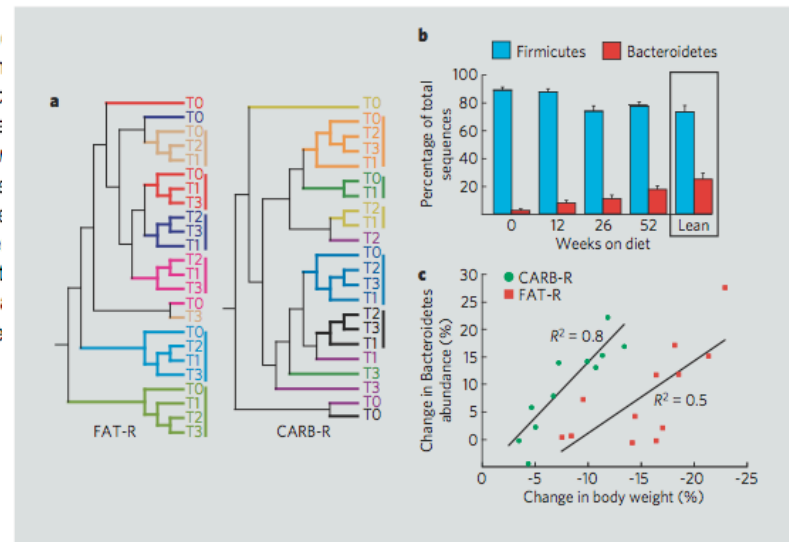 a
T0
T0
T0
T2
T1
T0
T1
T3
T2
T3
T1
T2
T1
T3
T0
T3
T0
T2
T1
T3
T0
T1
T2
T3
FAT-R
T0
T0
T2
T3
T1
T0
T1
T2
T1
T2
T0
T2
T3
T1
T2
T3
T1
T1
T3
T3
T0
T0
CARB-R
b
Firmicutes Bacteroidetes
Percentage of total
sequences
100
80
60
40
20
0 12 26 52 Lean
Weeks on diet
c
CARB-R
FAT-R
Change in Bacteroidetes
abundance (%)
30
25
20
15
10
5
0
R² = 0.8
R² = 0.5
0 -5 -10 -15 -20 -25
Change in body weight (%)